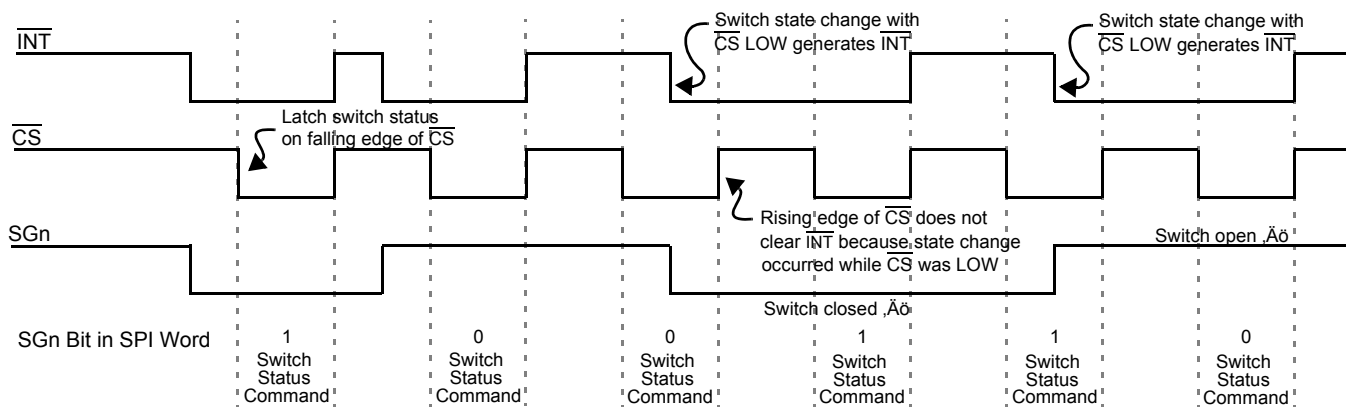 INT
Switch state change with
CS LOW generates INT
Switch state change with
CS LOW generates INT
Latch switch status
on falling edge of CS
CS
Rising edge of CS does not
clear INT because state change
occurred while CS was LOW
SGn
Switch open ‚Äö
Switch closed ‚Äö
SGn Bit in SPI Word
1
Switch
Status
Command
0
Switch
Status
Command
0
Switch
Status
Command
1
Switch
Status
Command
1
Switch
Status
Command
0
Switch
Status
Command